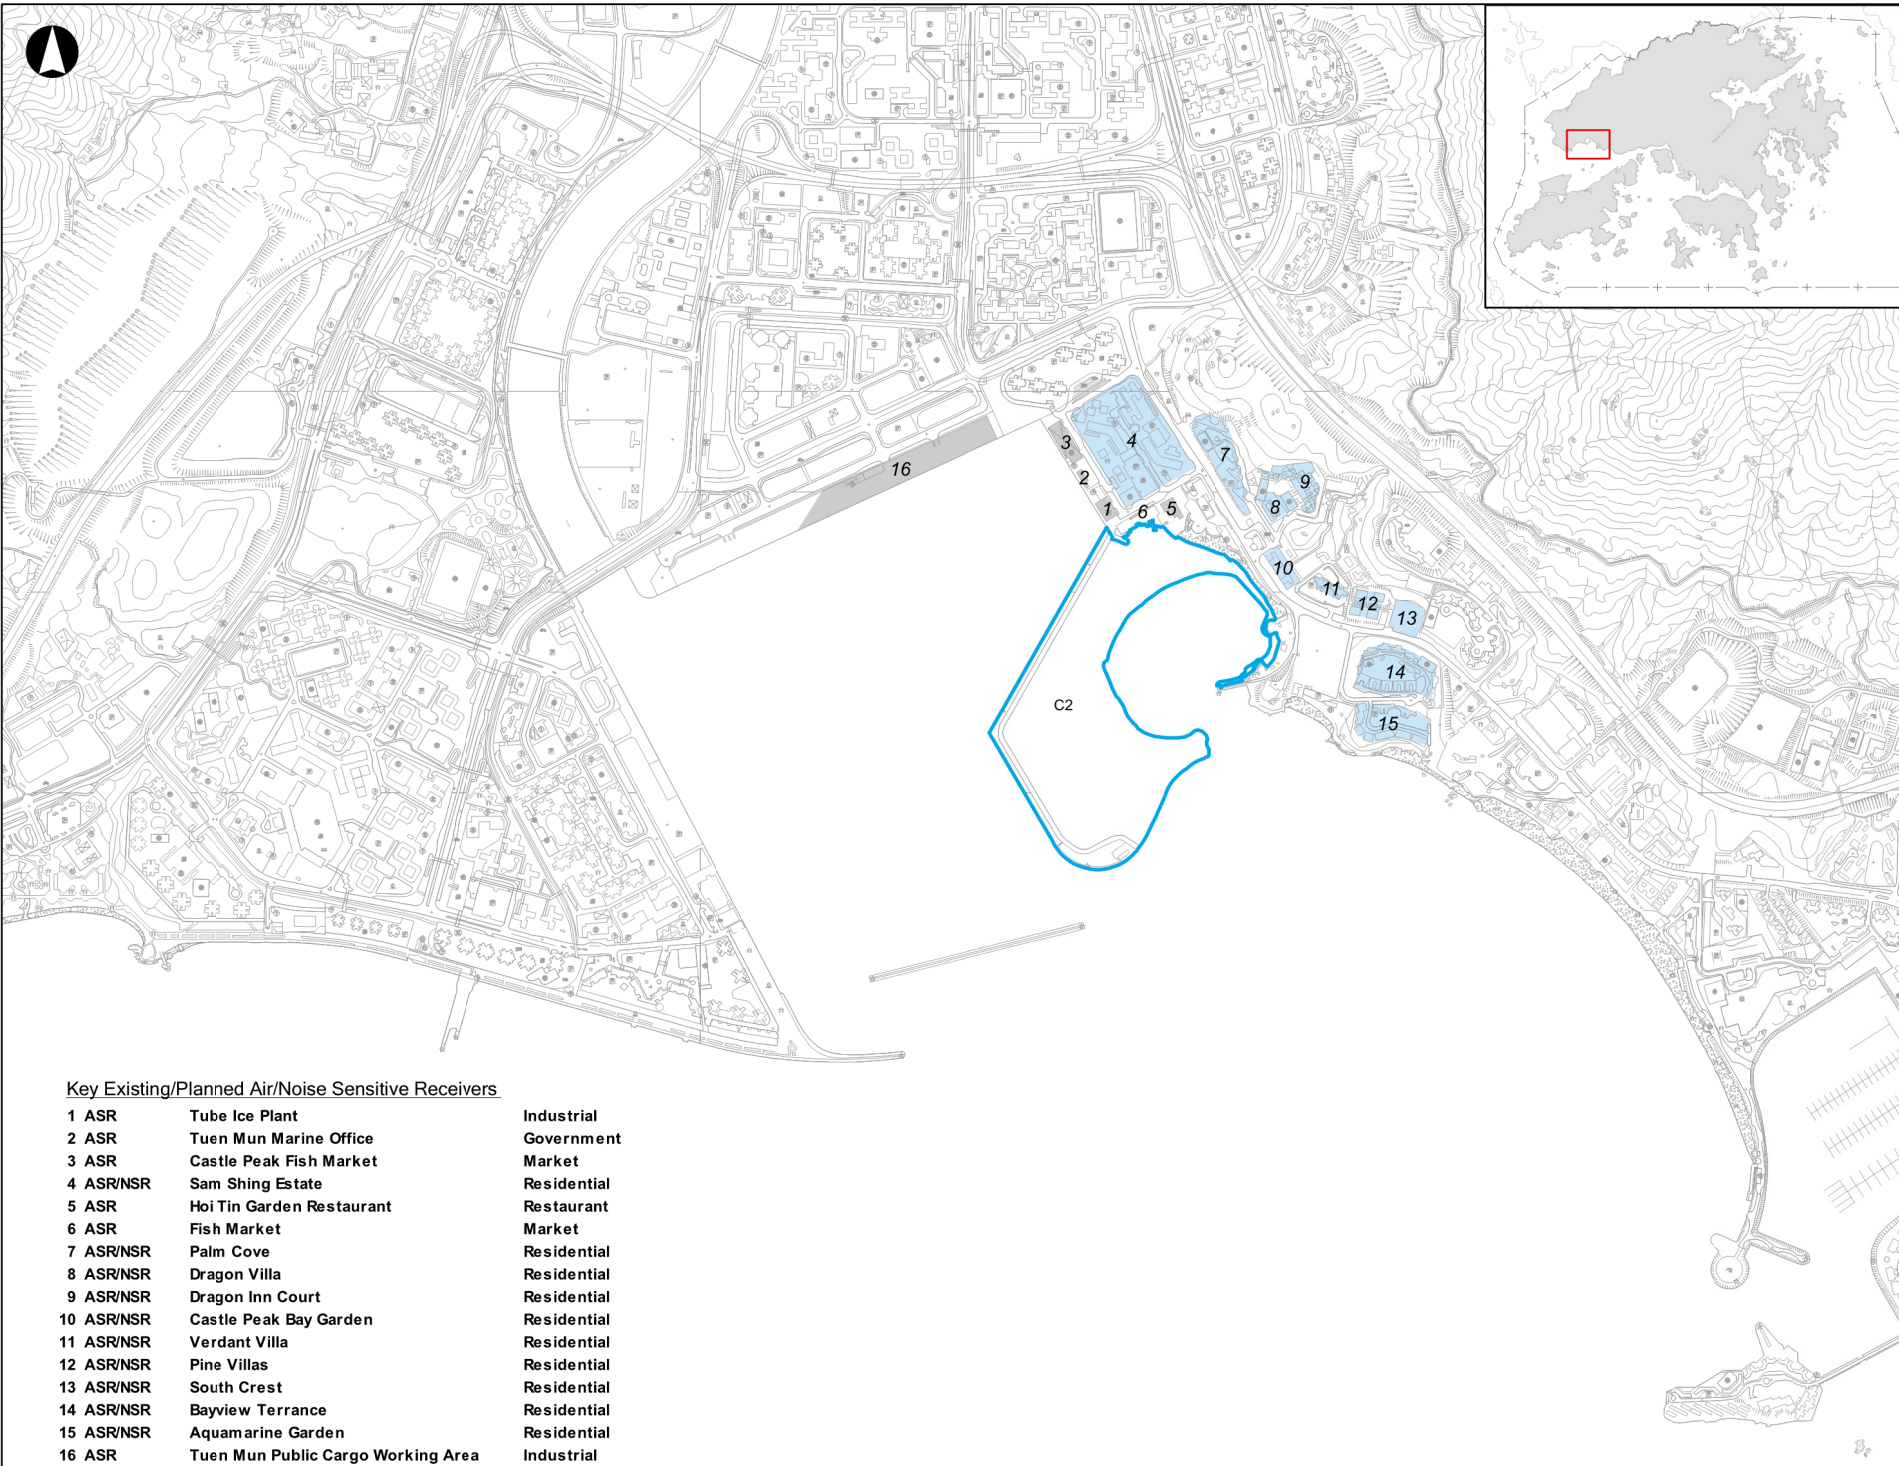 3
4
7
16
2
9
8
1
6
5
10
11
12
13
14
C2
15
Key Existing/Planned Air/Noise Sensitive Receivers
1 ASR Tube Ice Plant Industrial
2 ASR Tuen Mun Marine Office Government
3 ASR Castle Peak Fish Market Market
4 ASR/NSR Sam Shing Estate Residential
5 ASR Hoi Tin Garden Restaurant Restaurant
6 ASR Fish Market Market
7 ASR/NSR Palm Cove Residential
8 ASR/NSR Dragon Villa Residential
9 ASR/NSR Dragon Inn Court Residential
10 ASR/NSR Castle Peak Bay Garden Residential
11 ASR/NSR Verdant Villa Residential
12 ASR/NSR Pine Villas Residential
13 ASR/NSR South Crest Residential
14 ASR/NSR Bayview Terrance Residential
15 ASR/NSR Aquamarine Garden Residential
16 ASR Tuen Mun Public Cargo Working Area Industrial